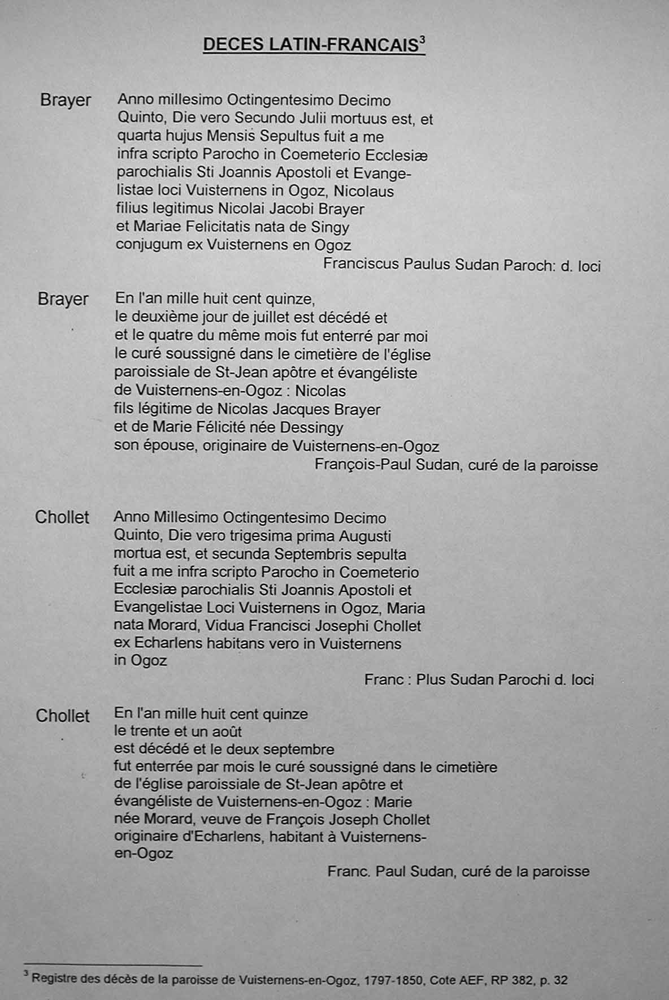 DECES LATIN-FRANCAIS³
Brayer Anno millesimo Octingentesimo Decimo
Quinto, Die vero Secundo Julii mortuus est, et
quarta hujus Mensis Sepultus fuit a me
infra scripto Parocho in Coemeterio Ecclesiæ
parochialis Sti Joannis Apostoli et Evange-
listae loci Vuisternens in Ogoz, Nicolaus
filius legitimus Nicolai Jacobi Brayer
et Mariae Felicitatis nata de Singy
conjugum ex Vuisternens en Ogoz
Franciscus Paulus Sudan Paroch: d. loci
Brayer En l'an mille huit cent quinze,
le deuxième jour de juillet est décédé et
et le quatre du même mois fut enterré par moi
le curé soussigné dans le cimetière de l'église
paroissiale de St-Jean apôtre et évangéliste
de Vuisternens-en-Ogoz : Nicolas
fils légitime de Nicolas Jacques Brayer
et de Marie Félicité née Dessingy
son épouse, originaire de Vuisternens-en-Ogoz
François-Paul Sudan, curé de la paroisse
Chollet Anno Millesimo Octingentesimo Decimo
Quinto, Die vero trigesima prima Augusti
mortua est, et secunda Septembris sepulta
fuit a me infra scripto Parocho in Coemeterio
Ecclesiæ parochialis Sti Joannis Apostoli et
Evangelistae Loci Vuisternens in Ogoz, Maria
nata Morard, Vidua Francisci Josephi Chollet
ex Echarlens habitans vero in Vuisternens
in Ogoz
Franc : Plus Sudan Parochi d. loci
Chollet En l'an mille huit cent quinze
le trente et un août
est décédé et le deux septembre
fut enterrée par mois le curé soussigné dans le cimetière
de l'église paroissiale de St-Jean apôtre et
évangéliste de Vuisternens-en-Ogoz : Marie
née Morard, veuve de François Joseph Chollet
originaire d'Echarlens, habitant à Vuisternens-
en-Ogoz
Franc. Paul Sudan, curé de la paroisse
³ Registre des décès de la paroisse de Vuisternens-en-Ogoz, 1797-1850, Cote AEF, RP 382, p. 32